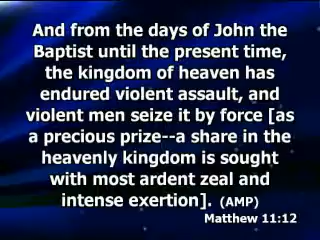 And from the days of John the
Baptist until the present time,
the kingdom of heaven has
endured violent assault, and
violent men seize it by force [as
a precious prize--a share in the
heavenly kingdom is sought
with most ardent zeal and
intense exertion]. (AMP)
Matthew 11:12